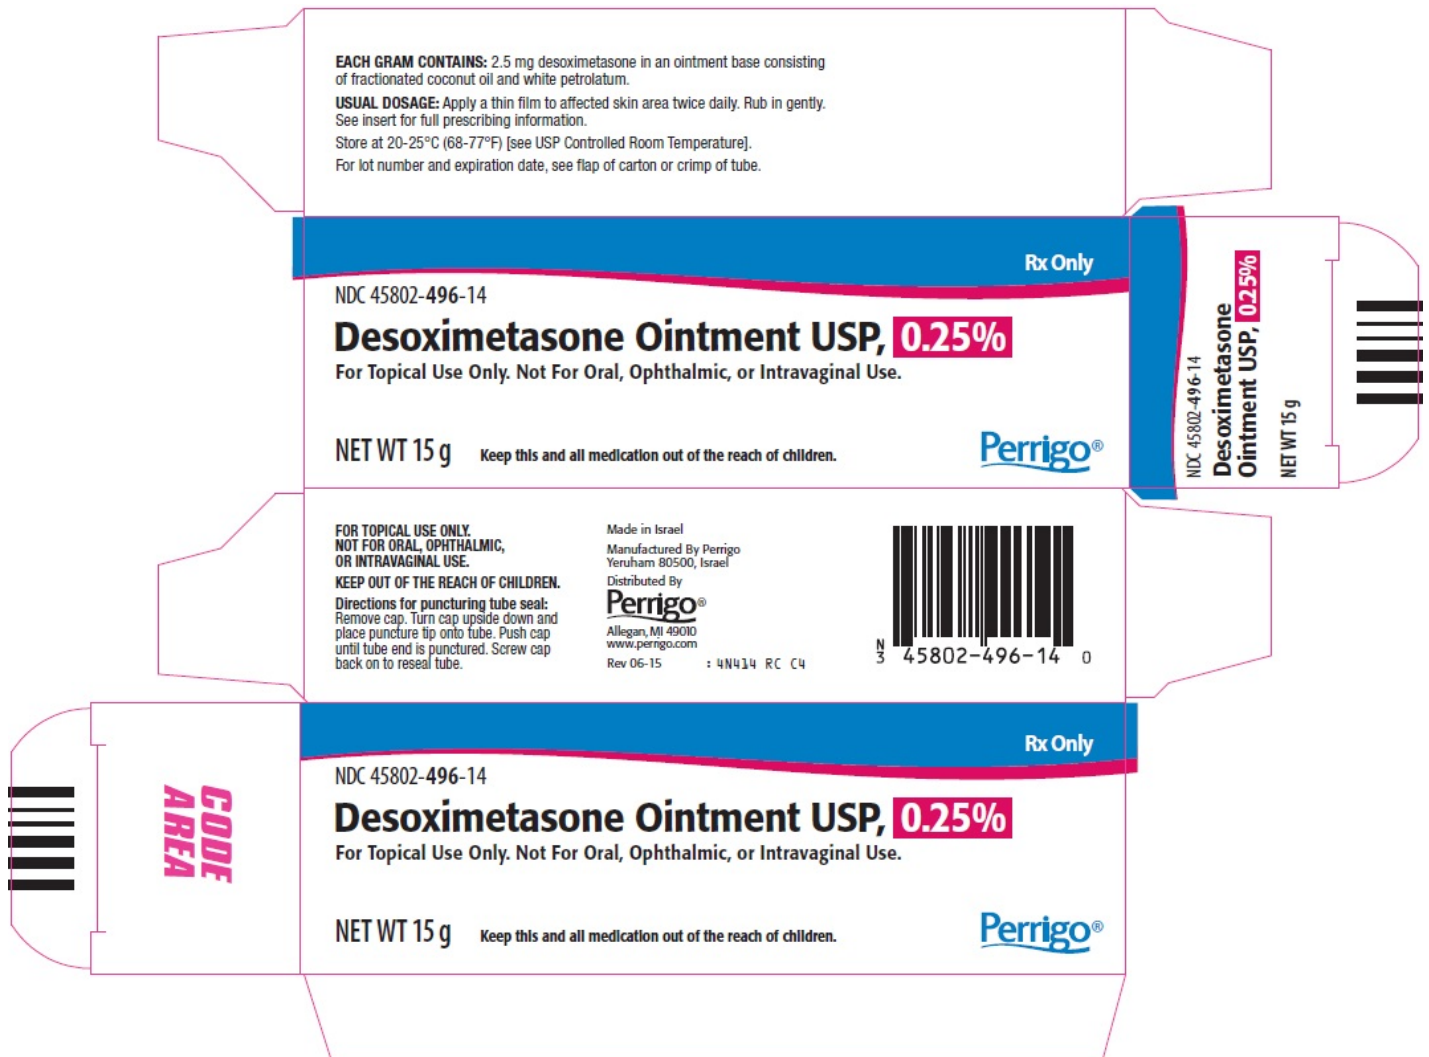 EACH GRAM CONTAINS: 2.5 mg desoximetasone in an ointment base consisting
of fractionated coconut oil and white petrolatum.
USUAL DOSAGE: Apply a thin film to affected skin area twice daily. Rub in gently.
See insert for full prescribing information.
Store at 20-25°C (68-77°F) [see USP Controlled Room Temperature].
For lot number and expiration date, see flap of carton or crimp of tube.
Rx Only
NDC 45802-496-14
Desoximetasone Ointment USP, 0.25%
For Topical Use Only. Not For Oral, Ophthalmic, or Intravaginal Use.
NET WT 15 g
Keep this and all medication out of the reach of children.
Perrigo®
NDC 45802-496-14
Desoximetasone
Ointment USP, 0.25%
NET WT 15 g
FOR TOPICAL USE ONLY.
NOT FOR ORAL, OPHTHALMIC,
OR INTRAVAGINAL USE.
KEEP OUT OF THE REACH OF CHILDREN.
Directions for puncturing tube seal:
Remove cap. Turn cap upside down and
place puncture tip onto tube. Push cap
until tube end is punctured. Screw cap
back on to reseal tube.
Made in Israel
Manufactured By Perrigo
Yeruham 80500, Israel
Distributed By
Perrigo®
Allegan, MI 49010
www.perrigo.com
Rev 06-15 : 4N414 RC C4
N
3 45802-496-14 0
Rx Only
NDC 45802-496-14
Desoximetasone Ointment USP, 0.25%
For Topical Use Only. Not For Oral, Ophthalmic, or Intravaginal Use.
NET WT 15 g
Keep this and all medication out of the reach of children.
Perrigo®
CODE
AREA